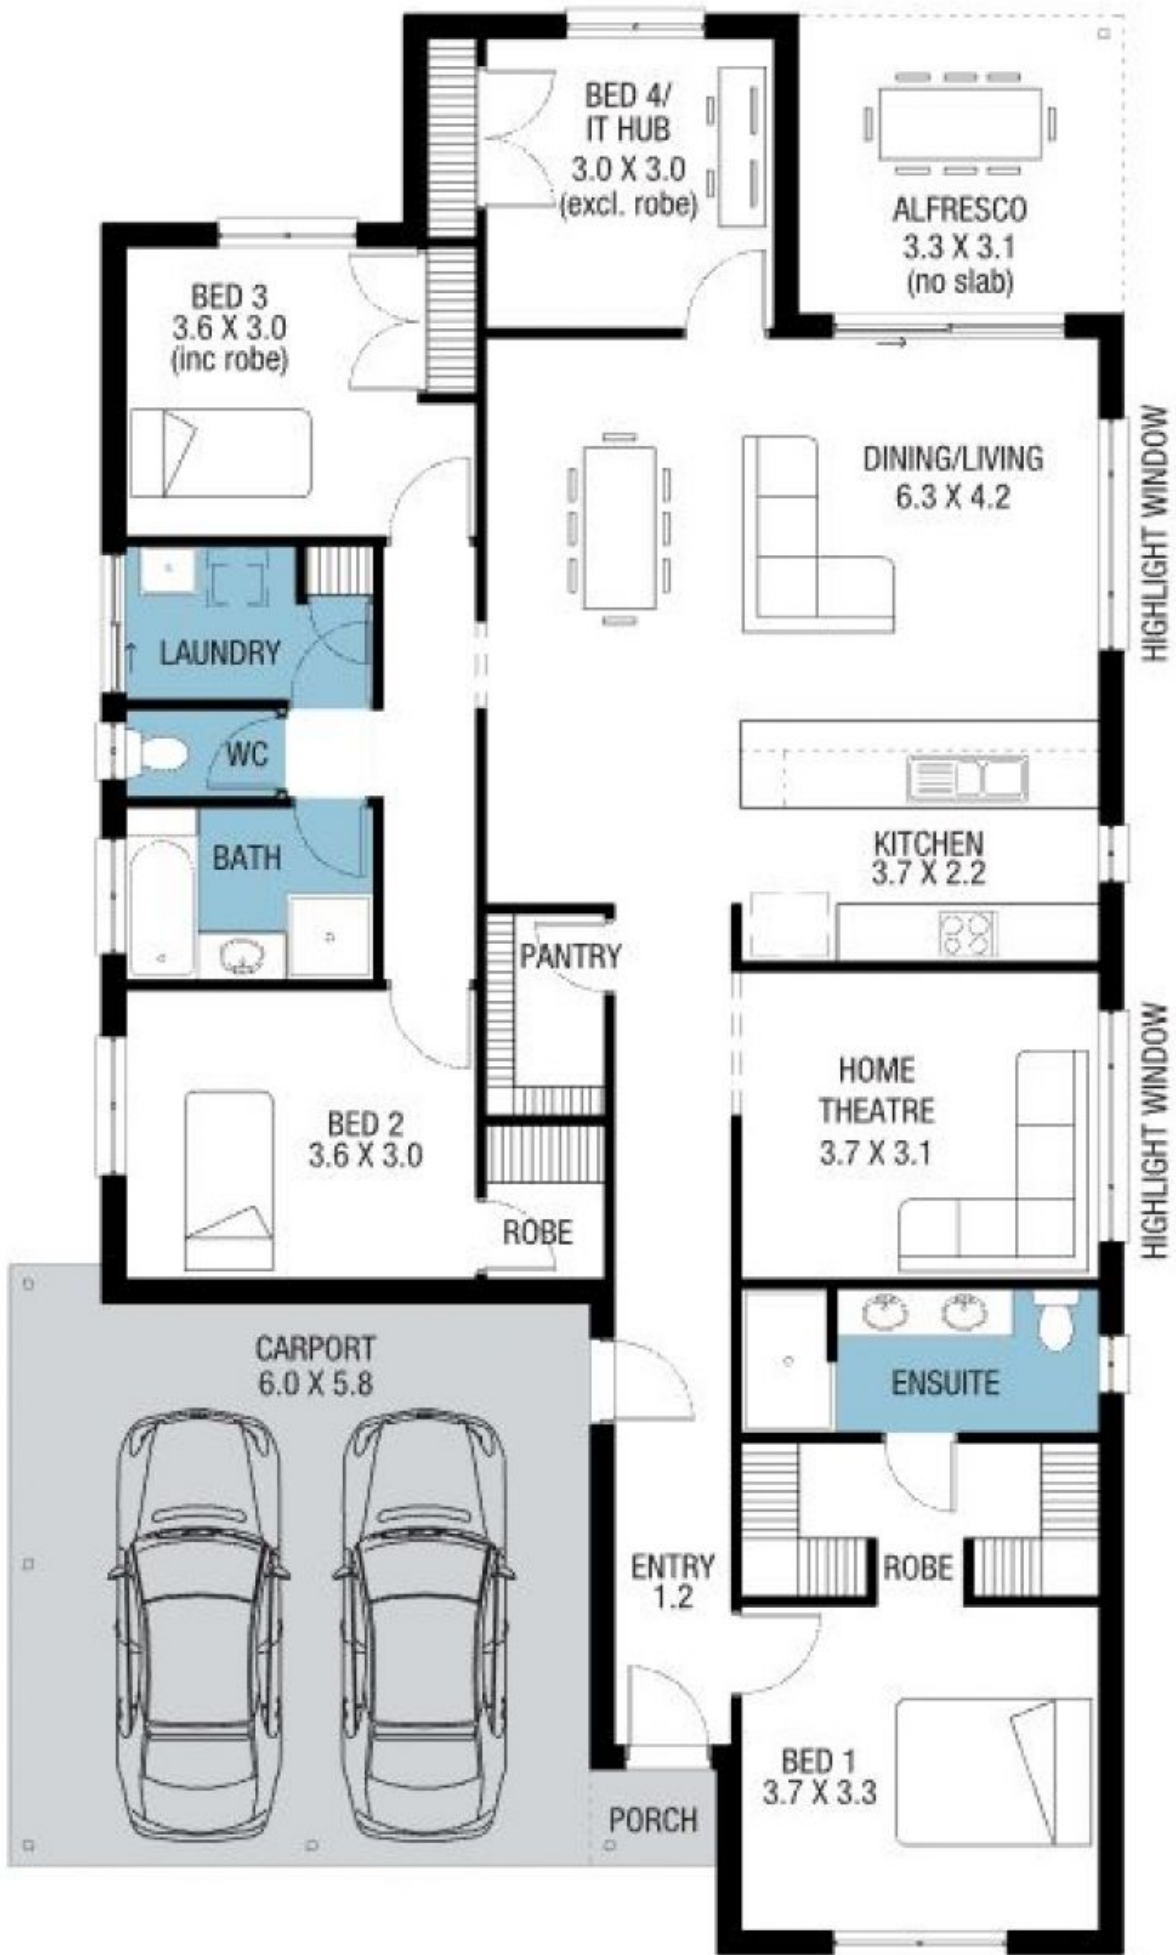 BED 4/
IT HUB
3.0 X 3.0
(excl. robe)
ALFRESCO
3.3 X 3.1
(no slab)
BED 3
3.6 X 3.0
(inc robe)
DINING/LIVING
6.3 X 4.2
HIGHLIGHT WINDOW
LAUNDRY
WC
BATH
KITCHEN
3.7 X 2.2
PANTRY
HOME
THEATRE
3.7 X 3.1
HIGHLIGHT WINDOW
BED 2
3.6 X 3.0
ROBE
CARPORT
6.0 X 5.8
ENSUITE
ENTRY
1.2
ROBE
BED 1
3.7 X 3.3
PORCH